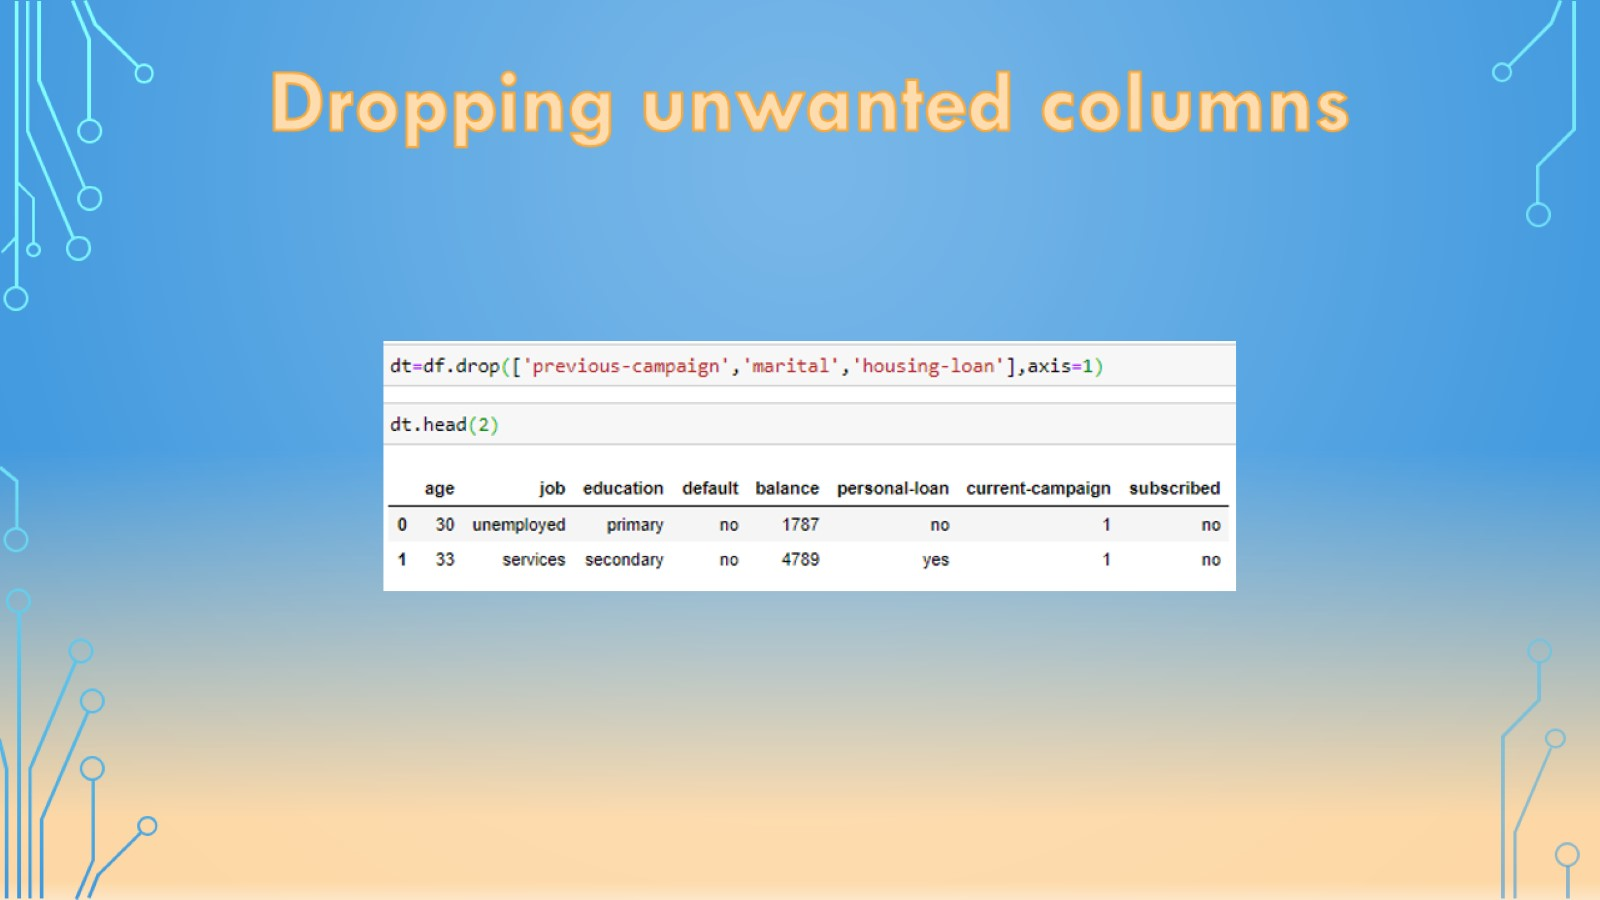 Dropping unwanted columns
dt=df.drop(['previous-campaign','marital','housing-loan'],axis=1)
dt.head(2)
age job education default balance personal-loan current-campaign subscribed
0 30 unemployed primary no 1787 no 1 no
1 33 services secondary no 4789 yes 1 no